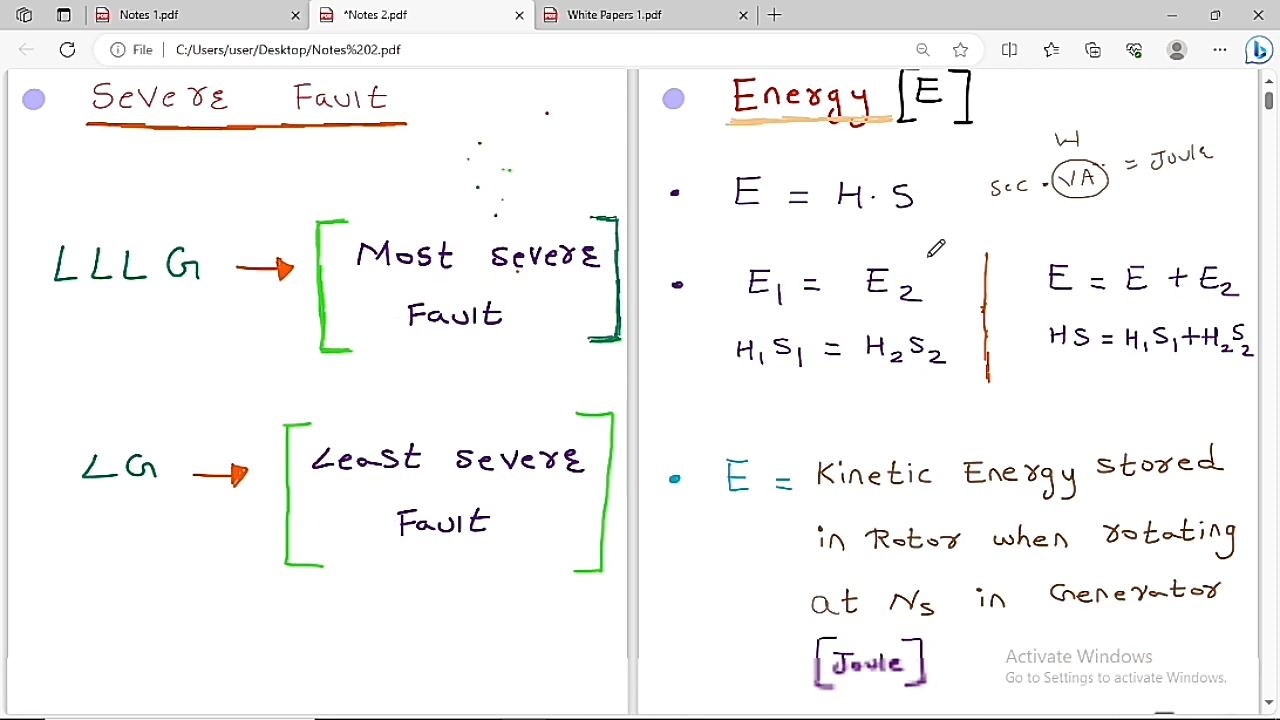 Notes 1.pdf
*Notes 2.pdf
White Papers 1.pdf
File
C:/Users/user/Desktop/Notes%202.pdf
Severe Fault
LLLG
Most severe
Fault
LG
Least severe
Fault
Energy [E]
E = H.S
W
sec . VA = Joule
E1 = E2
H1S1 = H2S2
E = E + E2
HS = H1S1+H2S2
E = Kinetic Energy stored
in Rotor when rotating
at Ns in Generator
[Joule]
Activate Windows
Go to Settings to activate Windows.